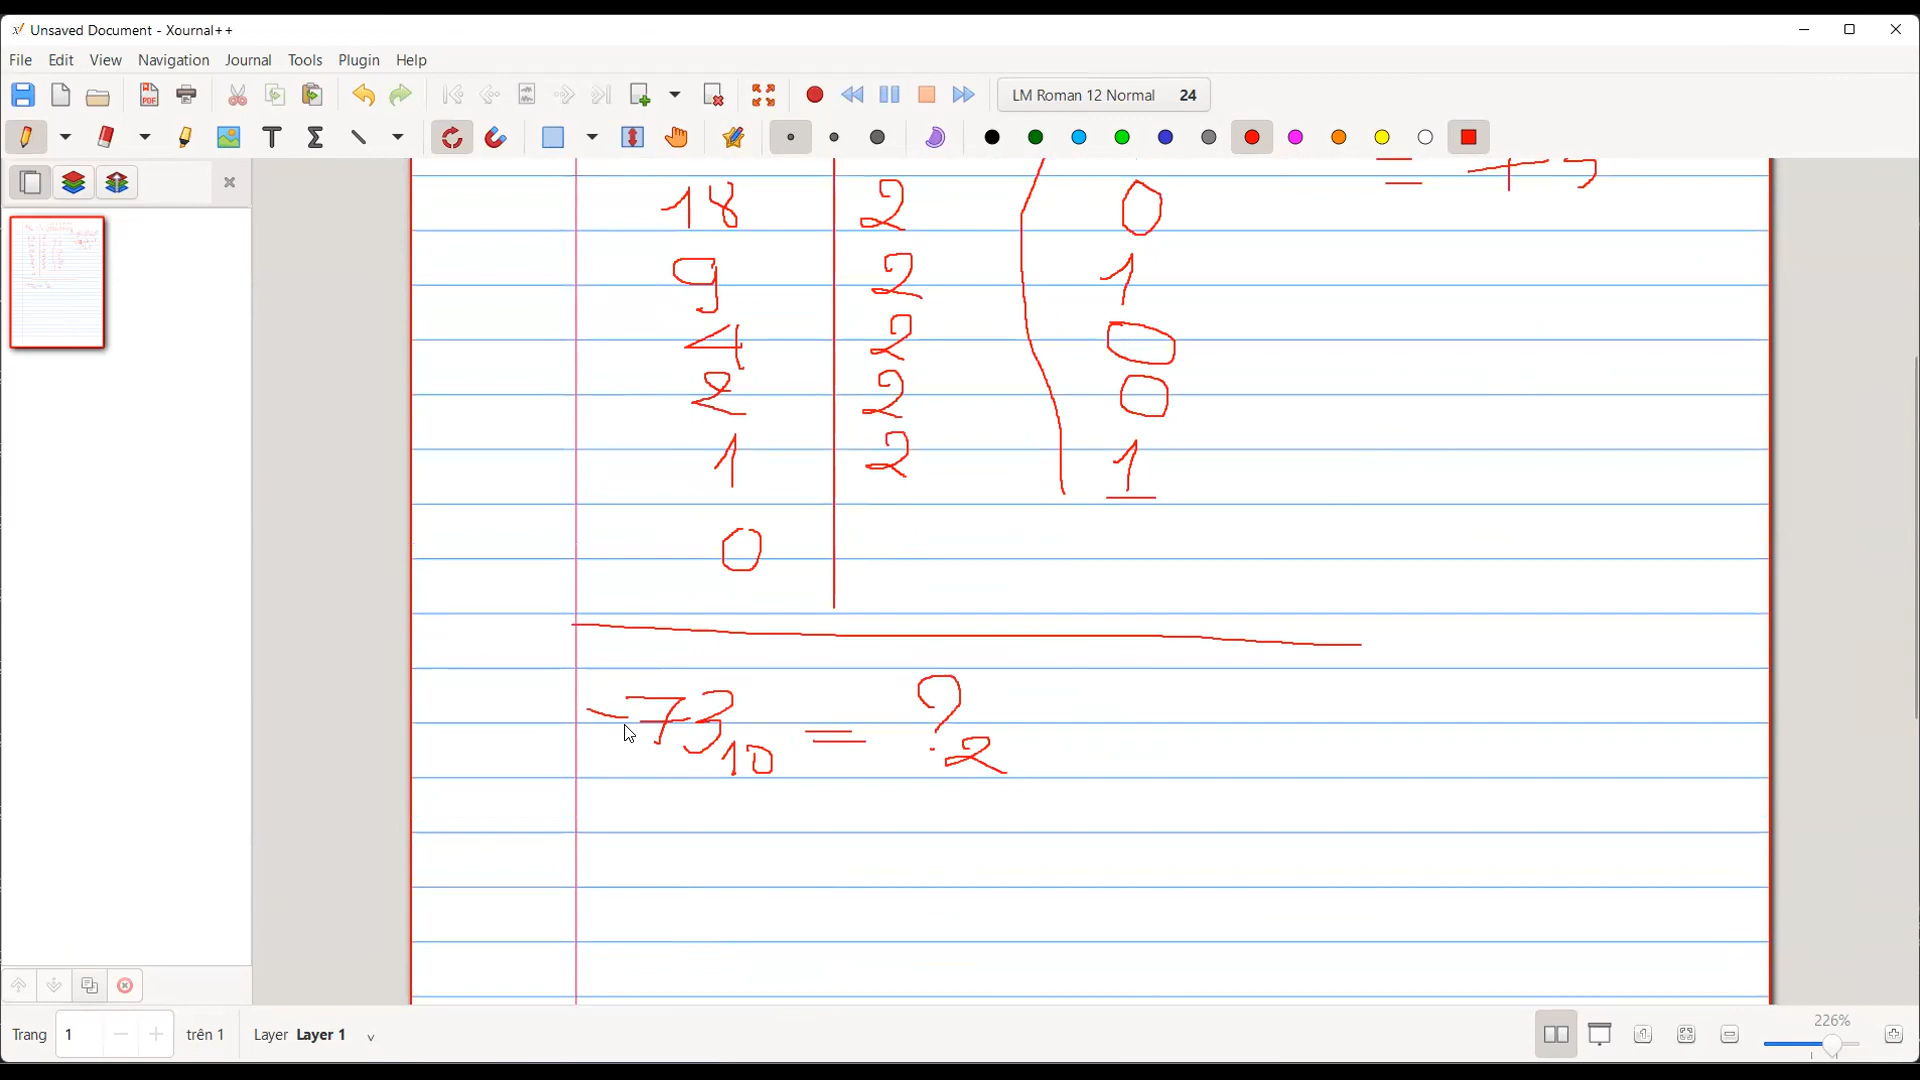 Unsaved Document - Xournal++
File Edit View Navigation Journal Tools Plugin Help
LM Roman 12 Normal 24
= +3
18 2 0
9 2 1
4 2 0
2 2 0
1 2 1
0
-73₁₀ = ?₂
Trang 1 trên 1 Layer Layer 1 226%